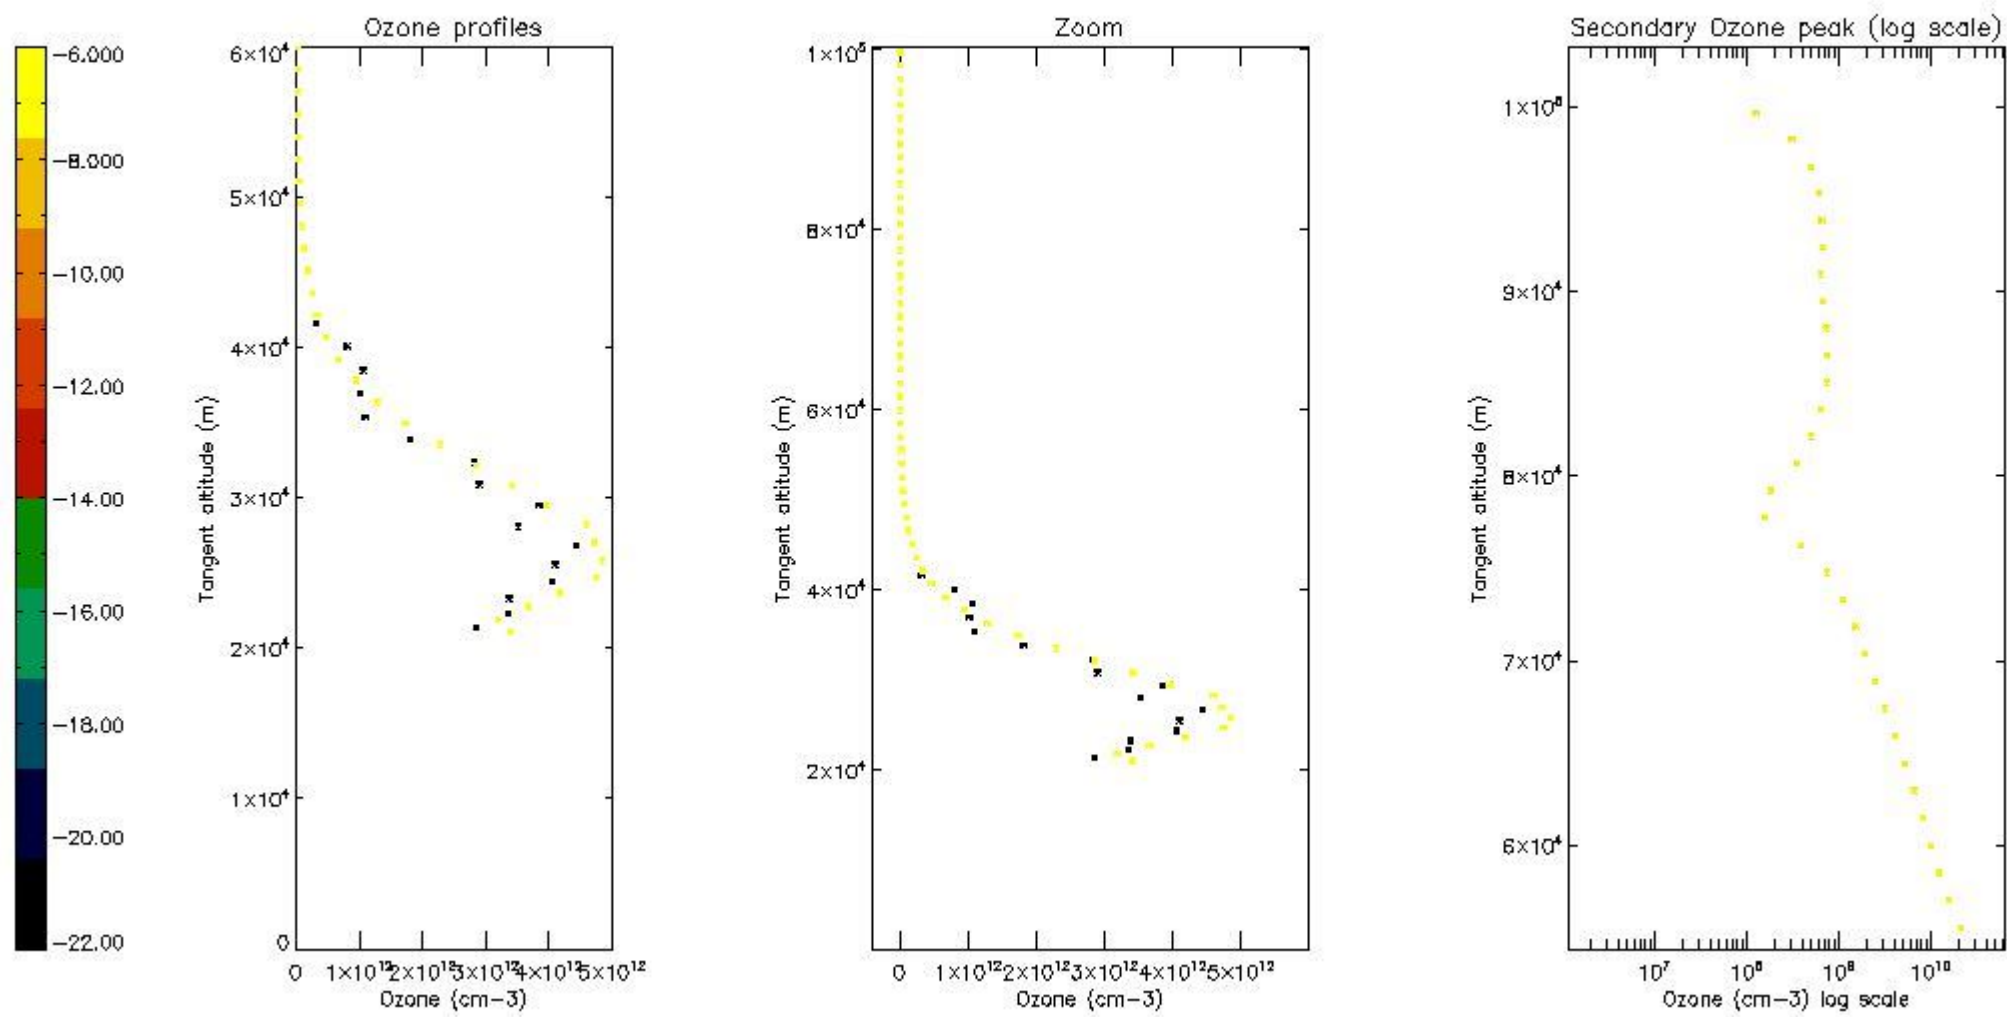 Ozone profiles
Zoom
Secondary Ozone peak (log scale)
−6.000
−8.000
−10.00
−12.00
−14.00
−16.00
−18.00
−20.00
−22.00
6×10⁴
5×10⁴
4×10⁴
3×10⁴
2×10⁴
1×10⁴
0
Tangent altitude (m)
0 1×10¹² 2×10¹² 3×10¹² 4×10¹² 5×10¹²
Ozone (cm−3)
1×10⁵
8×10⁴
6×10⁴
4×10⁴
2×10⁴
Tangent altitude (m)
0 1×10¹² 2×10¹² 3×10¹² 4×10¹² 5×10¹²
Ozone (cm−3)
1×10⁵
9×10⁴
8×10⁴
7×10⁴
6×10⁴
Tangent altitude (m)
10⁷ 10⁸ 10⁹ 10¹⁰
Ozone (cm−3) log scale